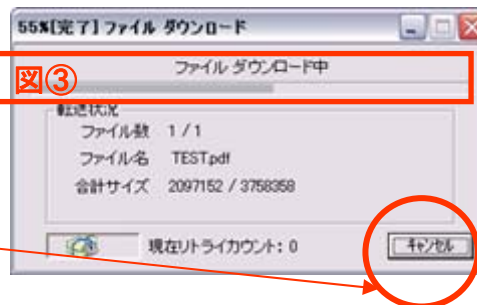 55%[完了] ファイル ダウンロード
ファイル ダウンロード中
図③
転送状況
ファイル数 1 / 1
ファイル名 TEST.pdf
合計サイズ 2097152 / 3758358
現在リトライカウント: 0
キャンセル